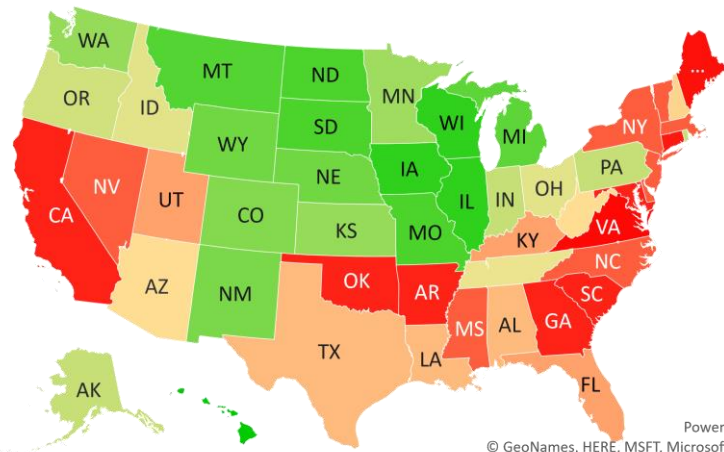 WA
MT
ND
MN
OR
ID
SD
WI
MI
NY
WY
IA
NE
PA
IL
IN
OH
NV
UT
CO
CA
KS
MO
VA
KY
NC
OK
AR
SC
AZ
NM
MS
AL
GA
TX
LA
FL
AK
...
Power
© GeoNames, HERE, MSFT, Microsof